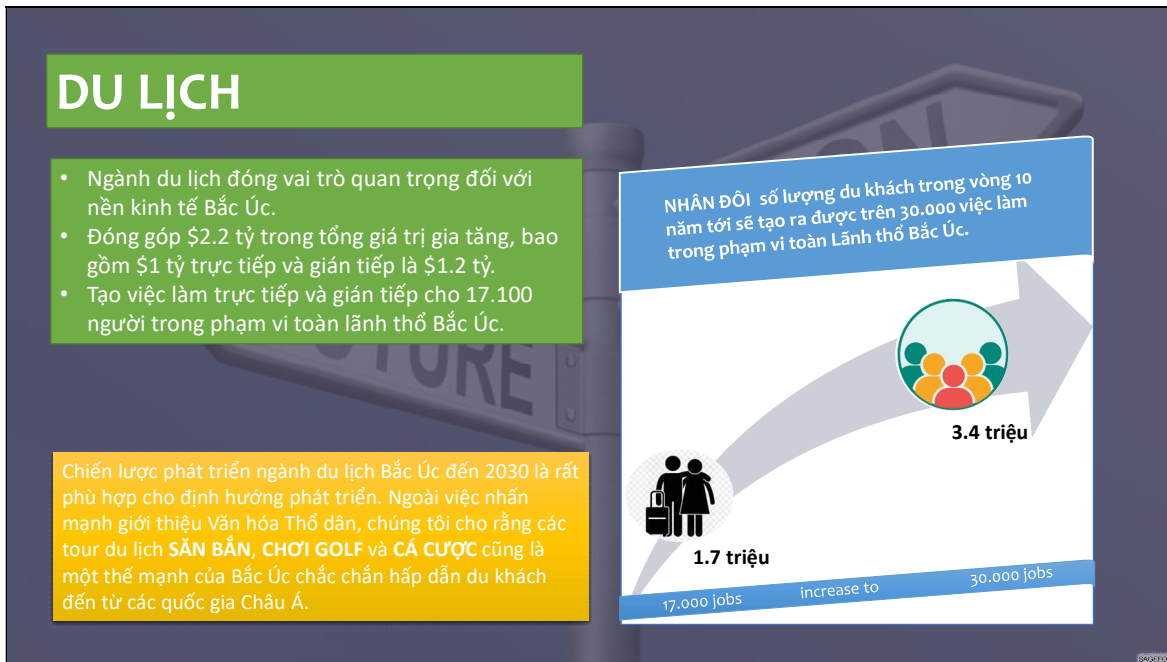 DU LỊCH
• Ngành du lịch đóng vai trò quan trọng đối với
nền kinh tế Bắc Úc.
• Đóng góp $2.2 tỷ trong tổng giá trị gia tăng, bao
gồm $1 tỷ trực tiếp và gián tiếp là $1.2 tỷ.
• Tạo việc làm trực tiếp và gián tiếp cho 17.100
người trong phạm vi toàn lãnh thổ Bắc Úc.
Chiến lược phát triển ngành du lịch Bắc Úc đến 2030 là rất
phù hợp cho định hướng phát triển. Ngoài việc nhấn
mạnh giới thiệu Văn hóa Thổ dân, chúng tôi cho rằng các
tour du lịch SĂN BẮN, CHƠI GOLF và CÁ CƯỢC cũng là
một thế mạnh của Bắc Úc chắc chắn hấp dẫn du khách
đến từ các quốc gia Châu Á.
NHÂN ĐÔI số lượng du khách trong vòng 10
năm tới sẽ tạo ra được trên 30.000 việc làm
trong phạm vi toàn Lãnh thổ Bắc Úc.
3.4 triệu
1.7 triệu
17.000 jobs increase to 30.000 jobs